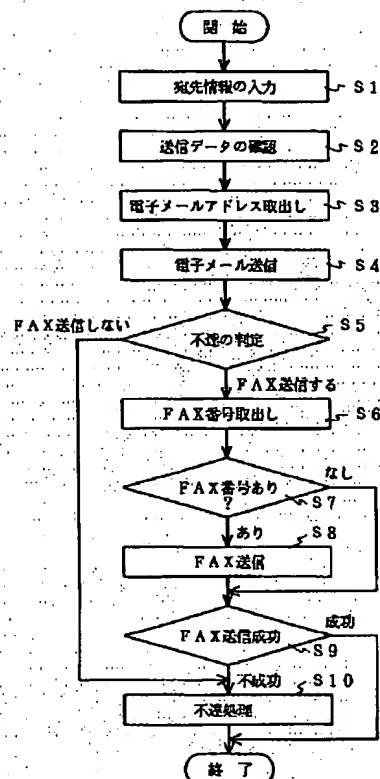 開 始
宛先情報の入力 S1
送信データの確認 S2
電子メールアドレス取出し S3
電子メール送信 S4
FAX送信しない 不達の判定 S5
FAX送信する
FAX番号取出し S6
なし
FAX番号あり
? S7
あり S8
FAX送信
成功
FAX送信成功 S9
不成功 S10
不達処理
終 了